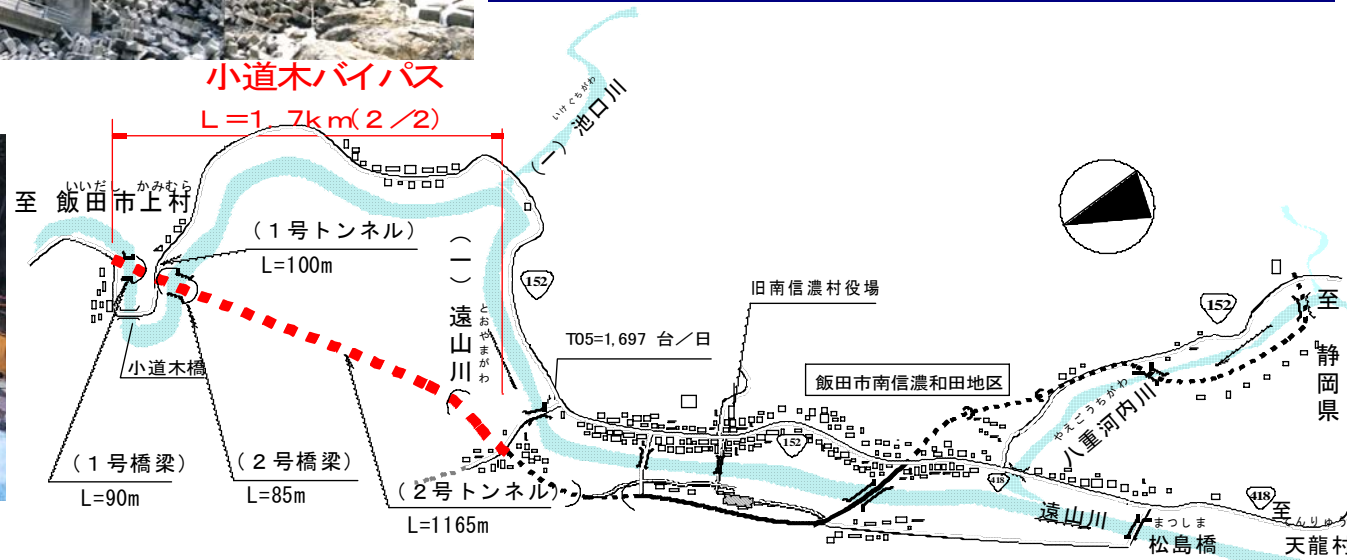 小道木バイパス
L=1．7km(2/2)
いけぐちがわ
(一) 池口川
いいだし かみむら
至 飯田市上村
(1号トンネル)
L=100m
(一) 遠山川
とおやまがわ
152
旧南信濃村役場
T05=1,697 台/日
飯田市南信濃和田地区
152
至 静岡県
小道木橋
152
やえごうちがわ
八重河内川
(1号橋梁)
L=90m
(2号橋梁)
L=85m
(2号トンネル)
L=1165m
418
遠山川
まつしま
松島橋
418
至
てんりゅう
天龍村